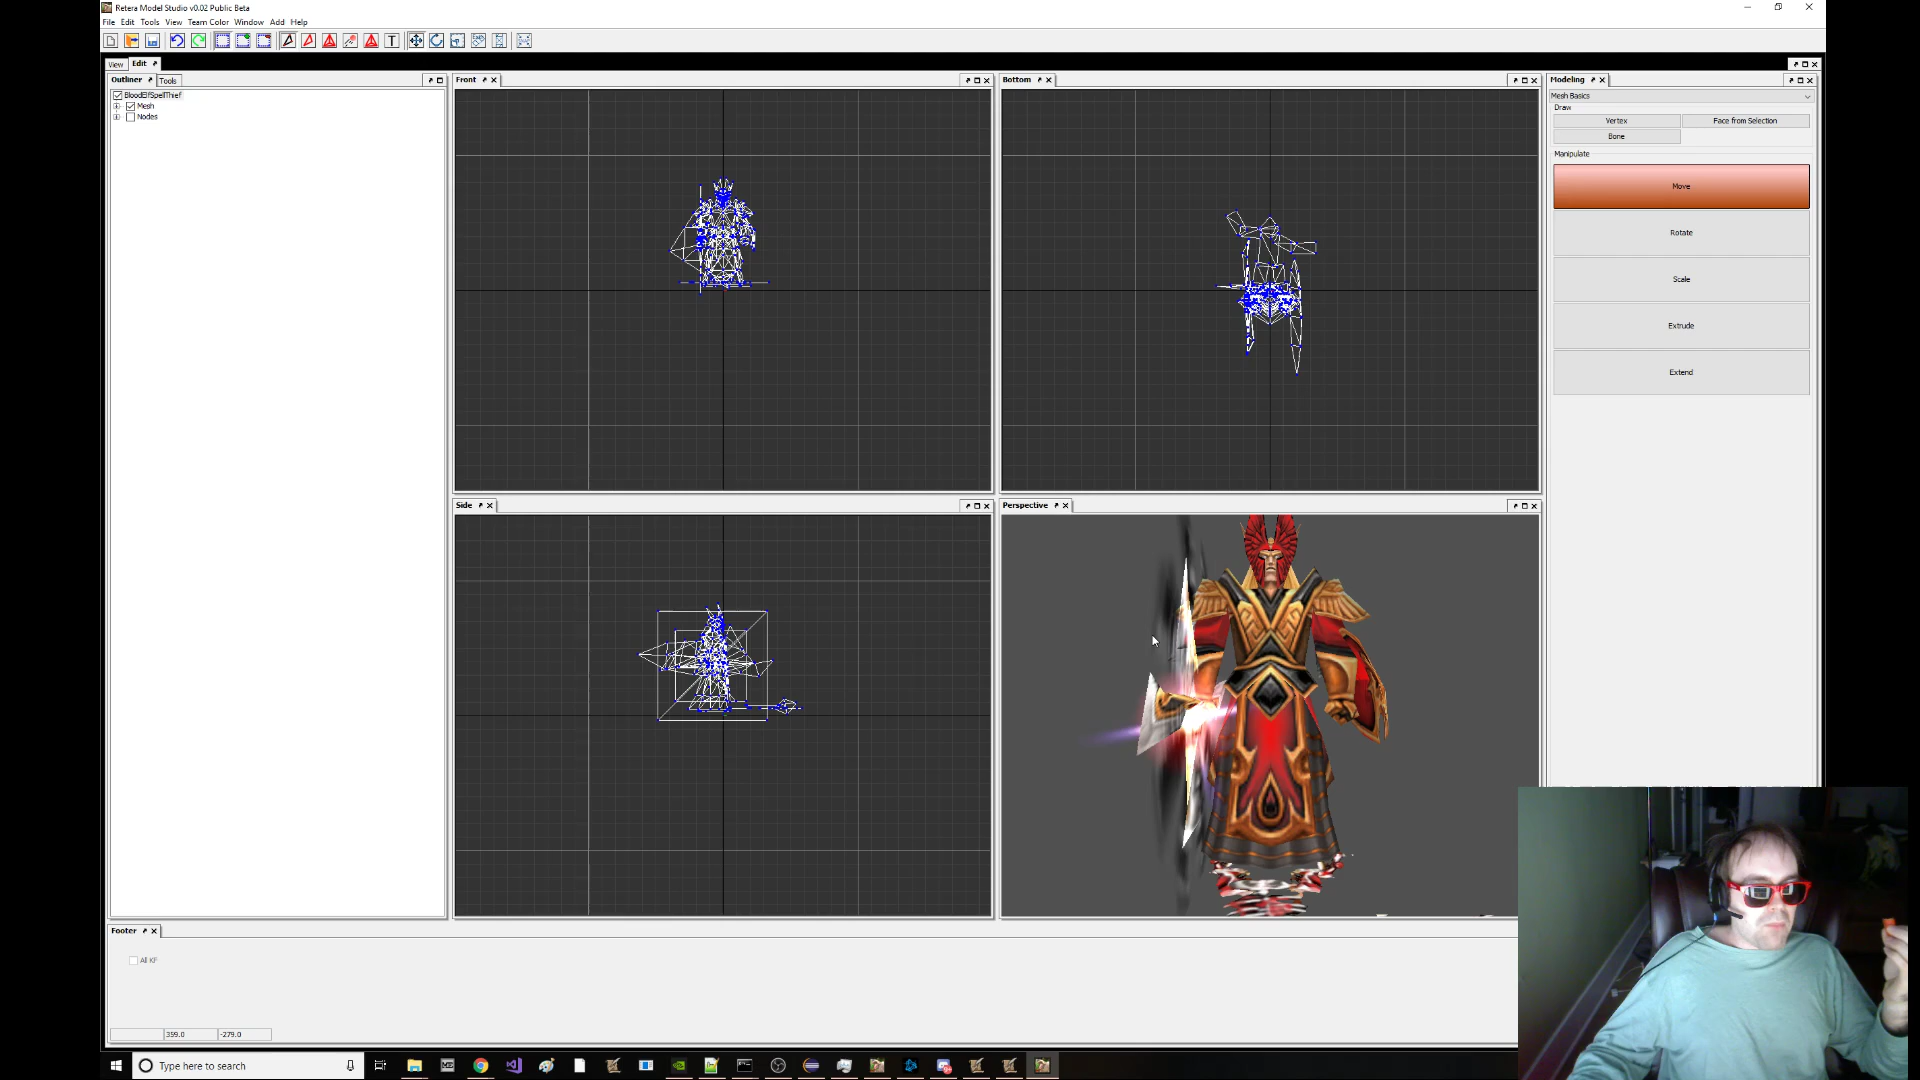 Retera Model Studio v0.02 Public Beta
File Edit Tools View Team Color Window Add Help
T
View Edit
Outliner Tools
Front
Bottom
Modeling
BloodElfSpellThief
Mesh
Nodes
Mesh Basics
Draw
Vertex Face from Selection
Bone
Manipulate
Move
Rotate
Scale
Extrude
Extend
Side
Perspective
Footer
All KF
359.0 -279.0
Type here to search